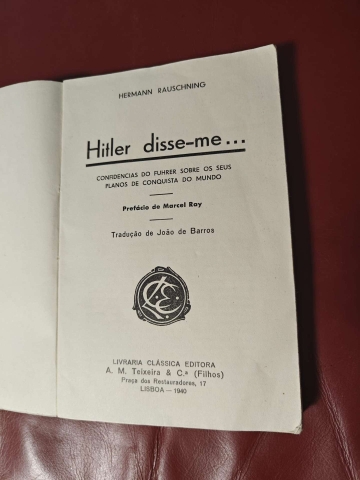 HERMANN RAUSCHNING
Hitler disse-me...
CONFIDENCIAS DO FUHRER SOBRE OS SEUS
PLANOS DE CONQUISTA DO MUNDO
Prefácio de Marcel Ray
Tradução de João de Barros
LCE
LIVRARIA CLÁSSICA EDITORA
A. M. Teixeira & C.ª (Filhos)
Praça dos Restauradores, 17
LISBOA — 1940